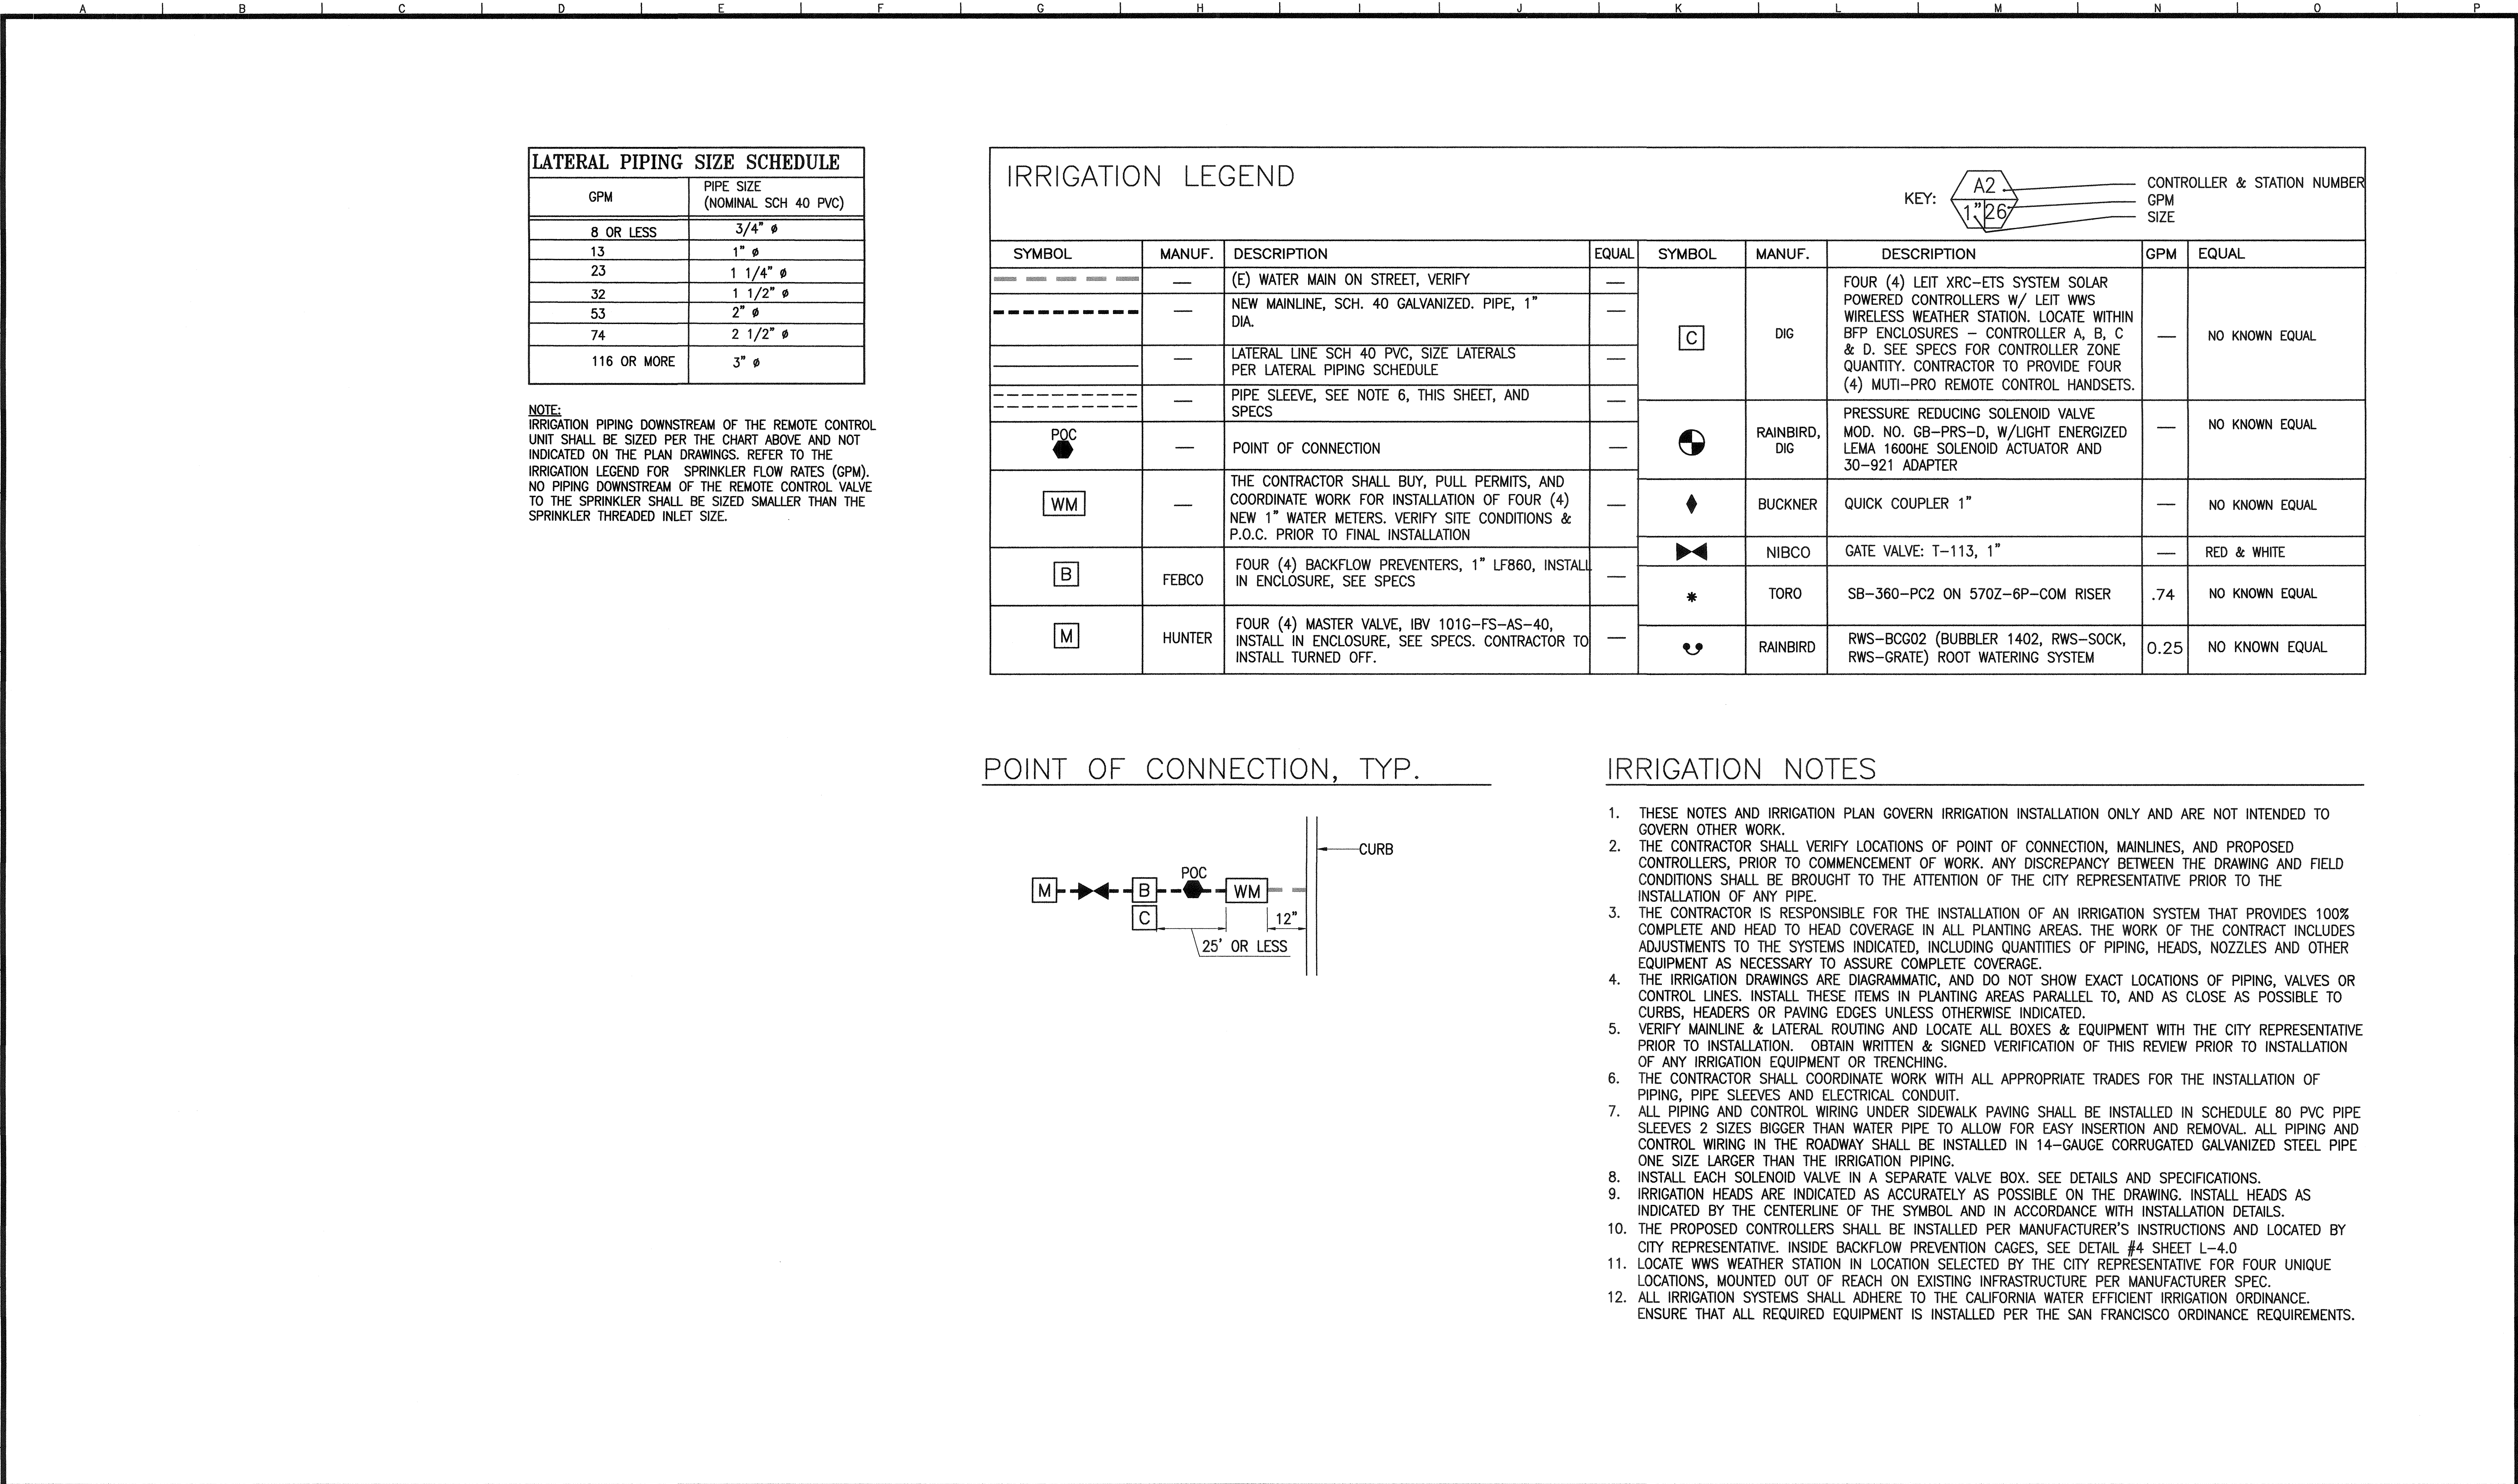 A B C D E F G H I J K L M N O P
LATERAL PIPING SIZE SCHEDULE
GPM
PIPE SIZE
(NOMINAL SCH 40 PVC)
8 OR LESS 3/4" ø
13 1" ø
23 1 1/4" ø
32 1 1/2" ø
53 2" ø
74 2 1/2" ø
116 OR MORE 3" ø
NOTE:
IRRIGATION PIPING DOWNSTREAM OF THE REMOTE CONTROL
UNIT SHALL BE SIZED PER THE CHART ABOVE AND NOT
INDICATED ON THE PLAN DRAWINGS. REFER TO THE
IRRIGATION LEGEND FOR SPRINKLER FLOW RATES (GPM).
NO PIPING DOWNSTREAM OF THE REMOTE CONTROL VALVE
TO THE SPRINKLER SHALL BE SIZED SMALLER THAN THE
SPRINKLER THREADED INLET SIZE.
IRRIGATION LEGEND
KEY:
A2
1" 26
CONTROLLER & STATION NUMBER
GPM
SIZE
SYMBOL MANUF. DESCRIPTION EQUAL
— (E) WATER MAIN ON STREET, VERIFY —
— NEW MAINLINE, SCH. 40 GALVANIZED. PIPE, 1" —
DIA.
— LATERAL LINE SCH 40 PVC, SIZE LATERALS —
PER LATERAL PIPING SCHEDULE
— PIPE SLEEVE, SEE NOTE 6, THIS SHEET, AND —
SPECS
POC
— POINT OF CONNECTION —
THE CONTRACTOR SHALL BUY, PULL PERMITS, AND
COORDINATE WORK FOR INSTALLATION OF FOUR (4)
WM — NEW 1" WATER METERS. VERIFY SITE CONDITIONS & —
P.O.C. PRIOR TO FINAL INSTALLATION
B FEBCO FOUR (4) BACKFLOW PREVENTERS, 1" LF860, INSTALL —
IN ENCLOSURE, SEE SPECS
FOUR (4) MASTER VALVE, IBV 101G-FS-AS-40,
M HUNTER INSTALL IN ENCLOSURE, SEE SPECS. CONTRACTOR TO —
INSTALL TURNED OFF.
SYMBOL MANUF. DESCRIPTION GPM EQUAL
FOUR (4) LEIT XRC-ETS SYSTEM SOLAR
POWERED CONTROLLERS W/ LEIT WWS
WIRELESS WEATHER STATION. LOCATE WITHIN
C DIG BFP ENCLOSURES – CONTROLLER A, B, C — NO KNOWN EQUAL
& D. SEE SPECS FOR CONTROLLER ZONE
QUANTITY. CONTRACTOR TO PROVIDE FOUR
(4) MUTI-PRO REMOTE CONTROL HANDSETS.
PRESSURE REDUCING SOLENOID VALVE
RAINBIRD, MOD. NO. GB-PRS-D, W/LIGHT ENERGIZED — NO KNOWN EQUAL
DIG LEMA 1600HE SOLENOID ACTUATOR AND
30-921 ADAPTER
BUCKNER QUICK COUPLER 1" — NO KNOWN EQUAL
NIBCO GATE VALVE: T-113, 1" — RED & WHITE
TORO SB-360-PC2 ON 570Z-6P-COM RISER .74 NO KNOWN EQUAL
RAINBIRD RWS-BCG02 (BUBBLER 1402, RWS-SOCK, 0.25 NO KNOWN EQUAL
RWS-GRATE) ROOT WATERING SYSTEM
POINT OF CONNECTION, TYP.
CURB
POC
M B WM
C
12"
25' OR LESS
IRRIGATION NOTES
1. THESE NOTES AND IRRIGATION PLAN GOVERN IRRIGATION INSTALLATION ONLY AND ARE NOT INTENDED TO
GOVERN OTHER WORK.
2. THE CONTRACTOR SHALL VERIFY LOCATIONS OF POINT OF CONNECTION, MAINLINES, AND PROPOSED
CONTROLLERS, PRIOR TO COMMENCEMENT OF WORK. ANY DISCREPANCY BETWEEN THE DRAWING AND FIELD
CONDITIONS SHALL BE BROUGHT TO THE ATTENTION OF THE CITY REPRESENTATIVE PRIOR TO THE
INSTALLATION OF ANY PIPE.
3. THE CONTRACTOR IS RESPONSIBLE FOR THE INSTALLATION OF AN IRRIGATION SYSTEM THAT PROVIDES 100%
COMPLETE AND HEAD TO HEAD COVERAGE IN ALL PLANTING AREAS. THE WORK OF THE CONTRACT INCLUDES
ADJUSTMENTS TO THE SYSTEMS INDICATED, INCLUDING QUANTITIES OF PIPING, HEADS, NOZZLES AND OTHER
EQUIPMENT AS NECESSARY TO ASSURE COMPLETE COVERAGE.
4. THE IRRIGATION DRAWINGS ARE DIAGRAMMATIC, AND DO NOT SHOW EXACT LOCATIONS OF PIPING, VALVES OR
CONTROL LINES. INSTALL THESE ITEMS IN PLANTING AREAS PARALLEL TO, AND AS CLOSE AS POSSIBLE TO
CURBS, HEADERS OR PAVING EDGES UNLESS OTHERWISE INDICATED.
5. VERIFY MAINLINE & LATERAL ROUTING AND LOCATE ALL BOXES & EQUIPMENT WITH THE CITY REPRESENTATIVE
PRIOR TO INSTALLATION. OBTAIN WRITTEN & SIGNED VERIFICATION OF THIS REVIEW PRIOR TO INSTALLATION
OF ANY IRRIGATION EQUIPMENT OR TRENCHING.
6. THE CONTRACTOR SHALL COORDINATE WORK WITH ALL APPROPRIATE TRADES FOR THE INSTALLATION OF
PIPING, PIPE SLEEVES AND ELECTRICAL CONDUIT.
7. ALL PIPING AND CONTROL WIRING UNDER SIDEWALK PAVING SHALL BE INSTALLED IN SCHEDULE 80 PVC PIPE
SLEEVES 2 SIZES BIGGER THAN WATER PIPE TO ALLOW FOR EASY INSERTION AND REMOVAL. ALL PIPING AND
CONTROL WIRING IN THE ROADWAY SHALL BE INSTALLED IN 14-GAUGE CORRUGATED GALVANIZED STEEL PIPE
ONE SIZE LARGER THAN THE IRRIGATION PIPING.
8. INSTALL EACH SOLENOID VALVE IN A SEPARATE VALVE BOX. SEE DETAILS AND SPECIFICATIONS.
9. IRRIGATION HEADS ARE INDICATED AS ACCURATELY AS POSSIBLE ON THE DRAWING. INSTALL HEADS AS
INDICATED BY THE CENTERLINE OF THE SYMBOL AND IN ACCORDANCE WITH INSTALLATION DETAILS.
10. THE PROPOSED CONTROLLERS SHALL BE INSTALLED PER MANUFACTURER'S INSTRUCTIONS AND LOCATED BY
CITY REPRESENTATIVE. INSIDE BACKFLOW PREVENTION CAGES, SEE DETAIL #4 SHEET L-4.0
11. LOCATE WWS WEATHER STATION IN LOCATION SELECTED BY THE CITY REPRESENTATIVE FOR FOUR UNIQUE
LOCATIONS, MOUNTED OUT OF REACH ON EXISTING INFRASTRUCTURE PER MANUFACTURER SPEC.
12. ALL IRRIGATION SYSTEMS SHALL ADHERE TO THE CALIFORNIA WATER EFFICIENT IRRIGATION ORDINANCE.
ENSURE THAT ALL REQUIRED EQUIPMENT IS INSTALLED PER THE SAN FRANCISCO ORDINANCE REQUIREMENTS.